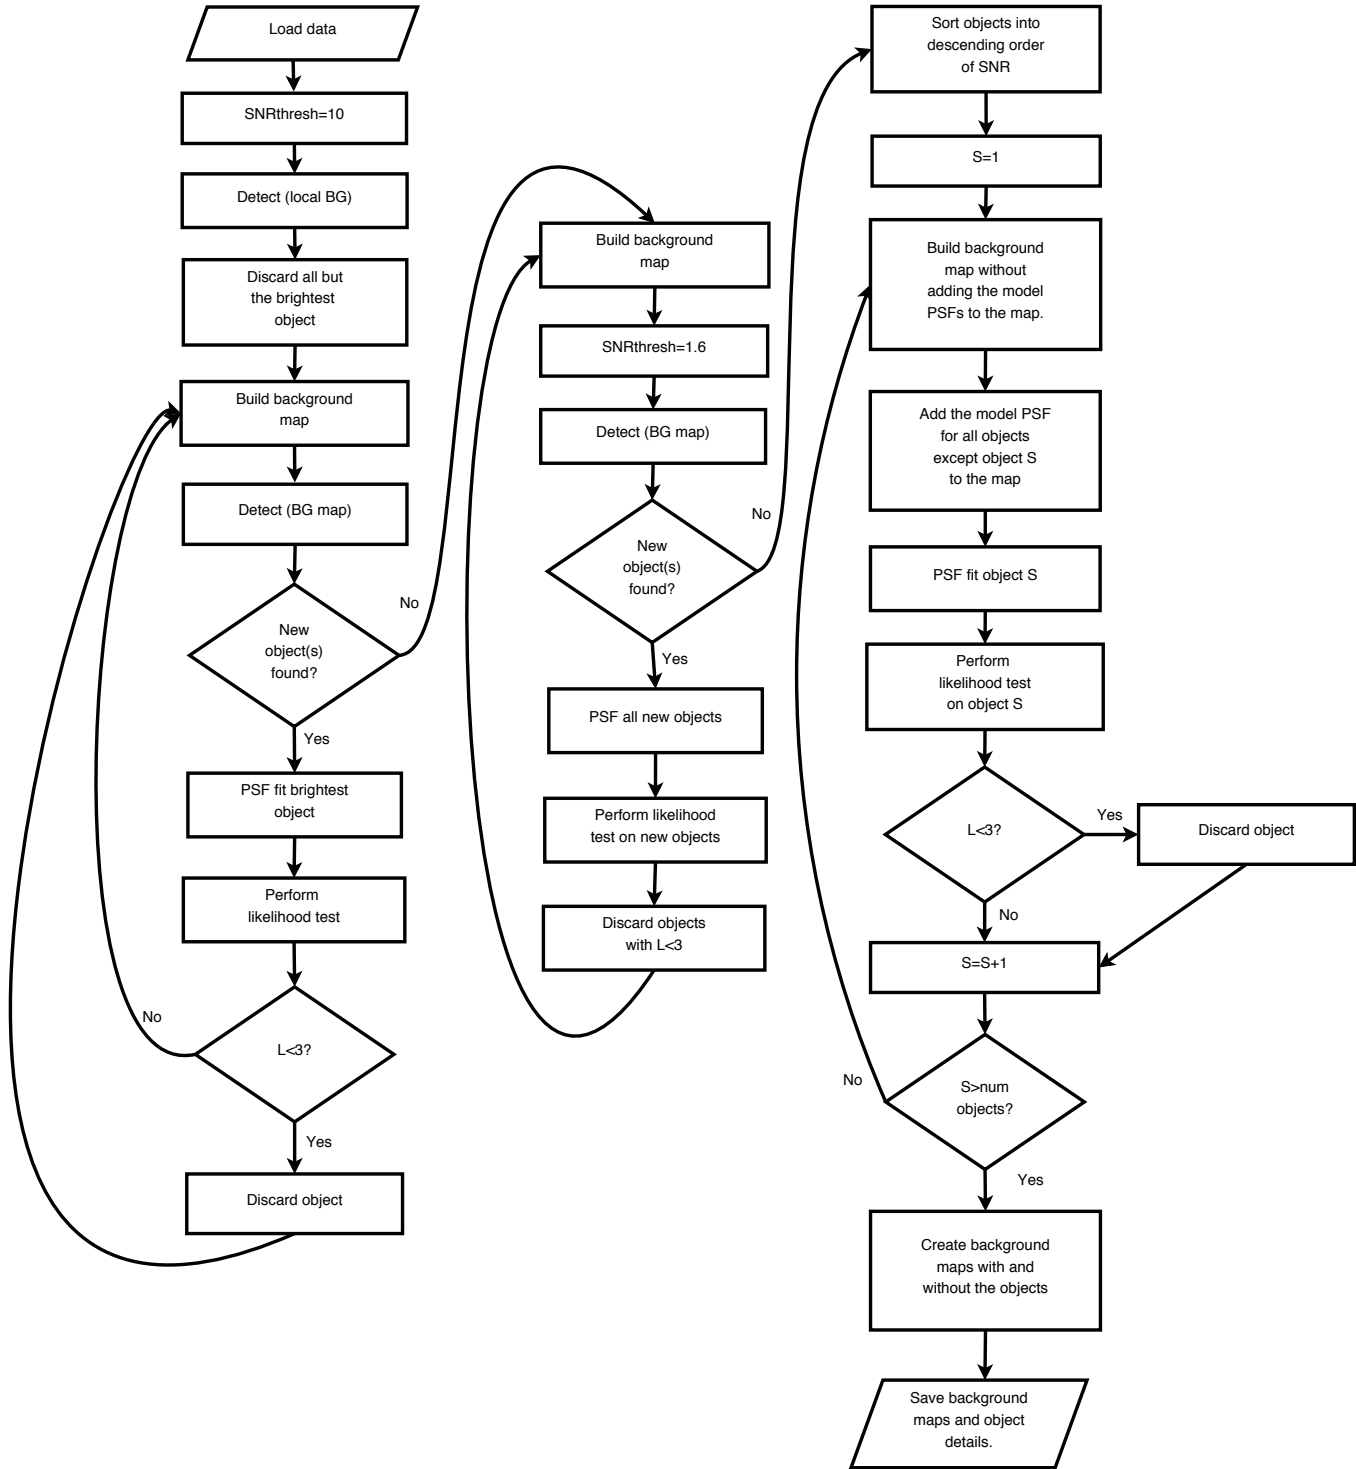 Load data
SNRthresh=10
Detect (local BG)
Discard all but
the brightest
object
Build background
map
Detect (BG map)
New
object(s)
found?
No
Yes
PSF fit brightest
object
Perform
likelihood test
L<3?
No
Yes
Discard object
Build background
map
SNRthresh=1.6
Detect (BG map)
New
object(s)
found?
No
Yes
PSF all new objects
Perform likelihood
test on new objects
Discard objects
with L<3
Sort objects into
descending order
of SNR
S=1
Build background
map without
adding the model
PSFs to the map.
Add the model PSF
for all objects
except object S
to the map
PSF fit object S
Perform
likelihood test
on object S
L<3?
Yes
Discard object
No
S=S+1
S>num
objects?
No
Yes
Create background
maps with and
without the objects
Save background
maps and object
details.